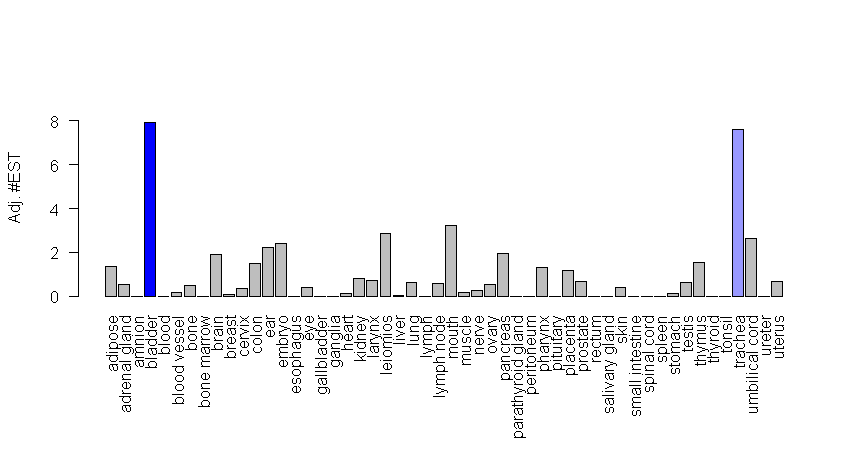 Adj. #EST
8
6
4
2
0
adipose
adrenal gland
amnion
bladder
blood
blood vessel
bone
bone marrow
brain
breast
cervix
colon
ear
embryo
esophagus
eye
gallbladder
ganglia
heart
kidney
larynx
leiomios
liver
lung
lymph
lymph node
mouth
muscle
nerve
ovary
pancreas
parathyroid gland
peritoneum
pharynx
pituitary
placenta
prostate
rectum
salivary gland
skin
small intestine
spinal cord
spleen
stomach
testis
thymus
thyroid
tonsil
trachea
umbilical cord
ureter
uterus